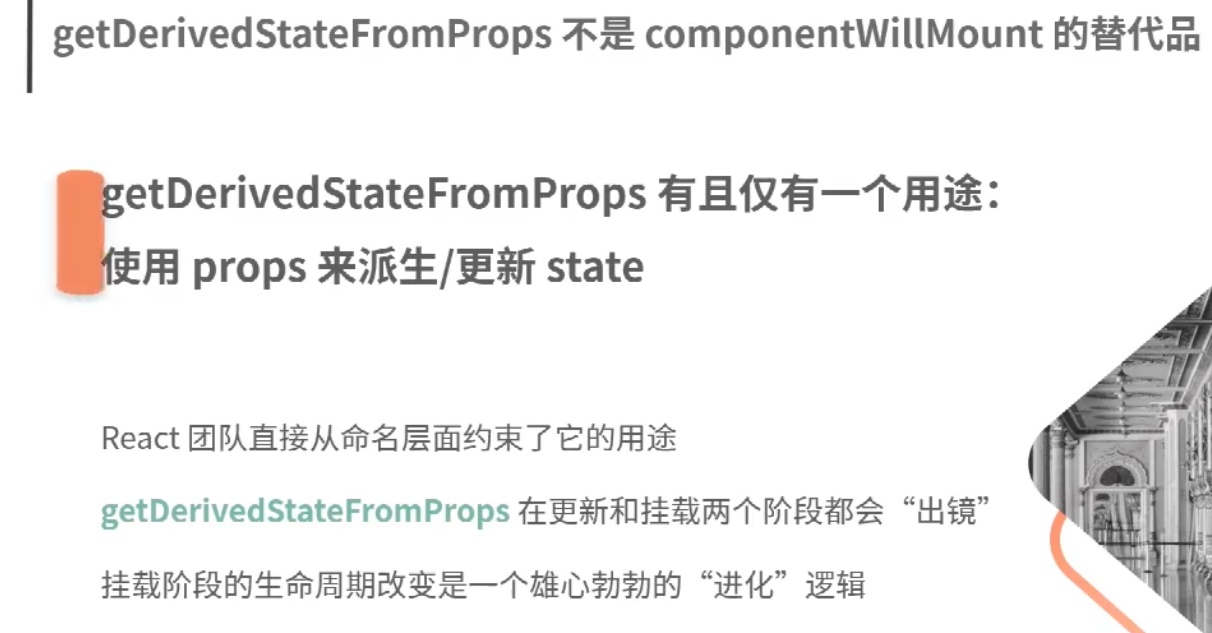 getDerivedStateFromProps 不是 componentWillMount 的替代品
getDerivedStateFromProps 有且仅有一个用途：
使用 props 来派生/更新 state
React 团队直接从命名层面约束了它的用途
getDerivedStateFromProps 在更新和挂载两个阶段都会“出镜”
挂载阶段的生命周期改变是一个雄心勃勃的“进化”逻辑